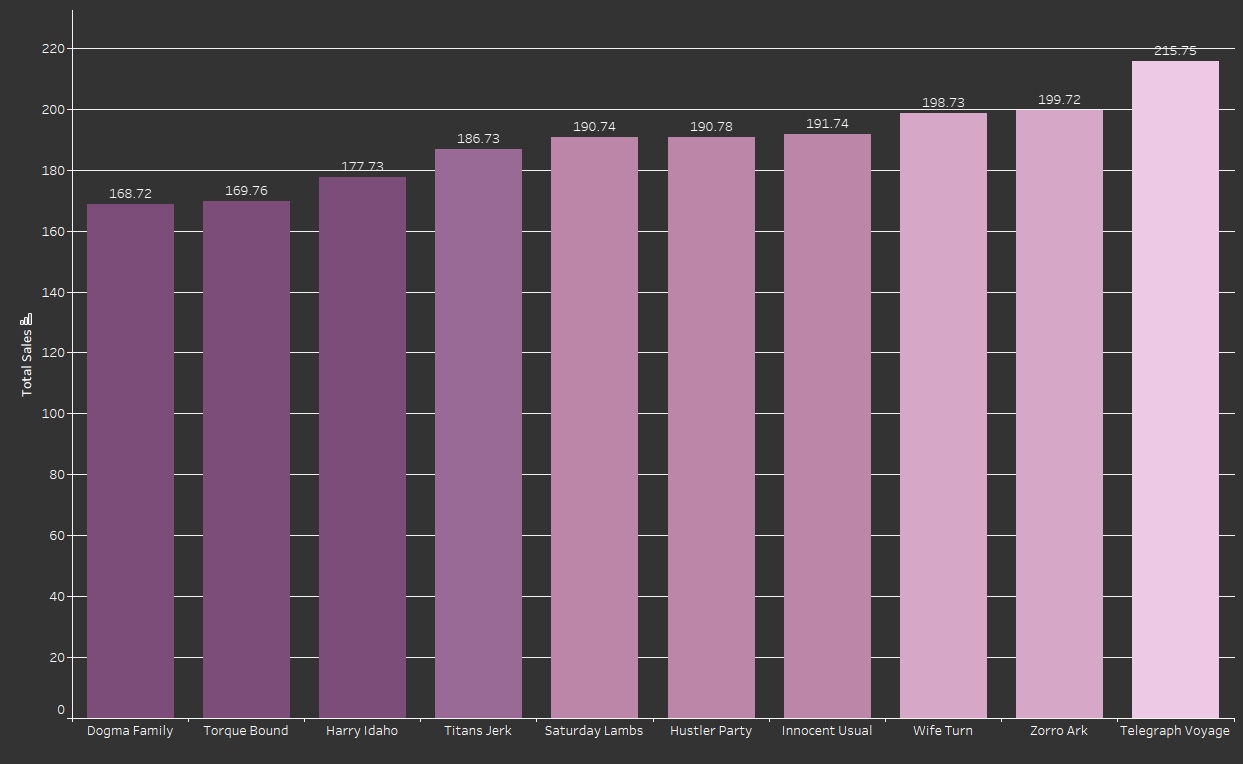 Total Sales
220
200
180
160
140
120
100
80
60
40
20
0
168.72
169.76
177.73
186.73
190.74
190.78
191.74
198.73
199.72
215.75
Dogma Family
Torque Bound
Harry Idaho
Titans Jerk
Saturday Lambs
Hustler Party
Innocent Usual
Wife Turn
Zorro Ark
Telegraph Voyage